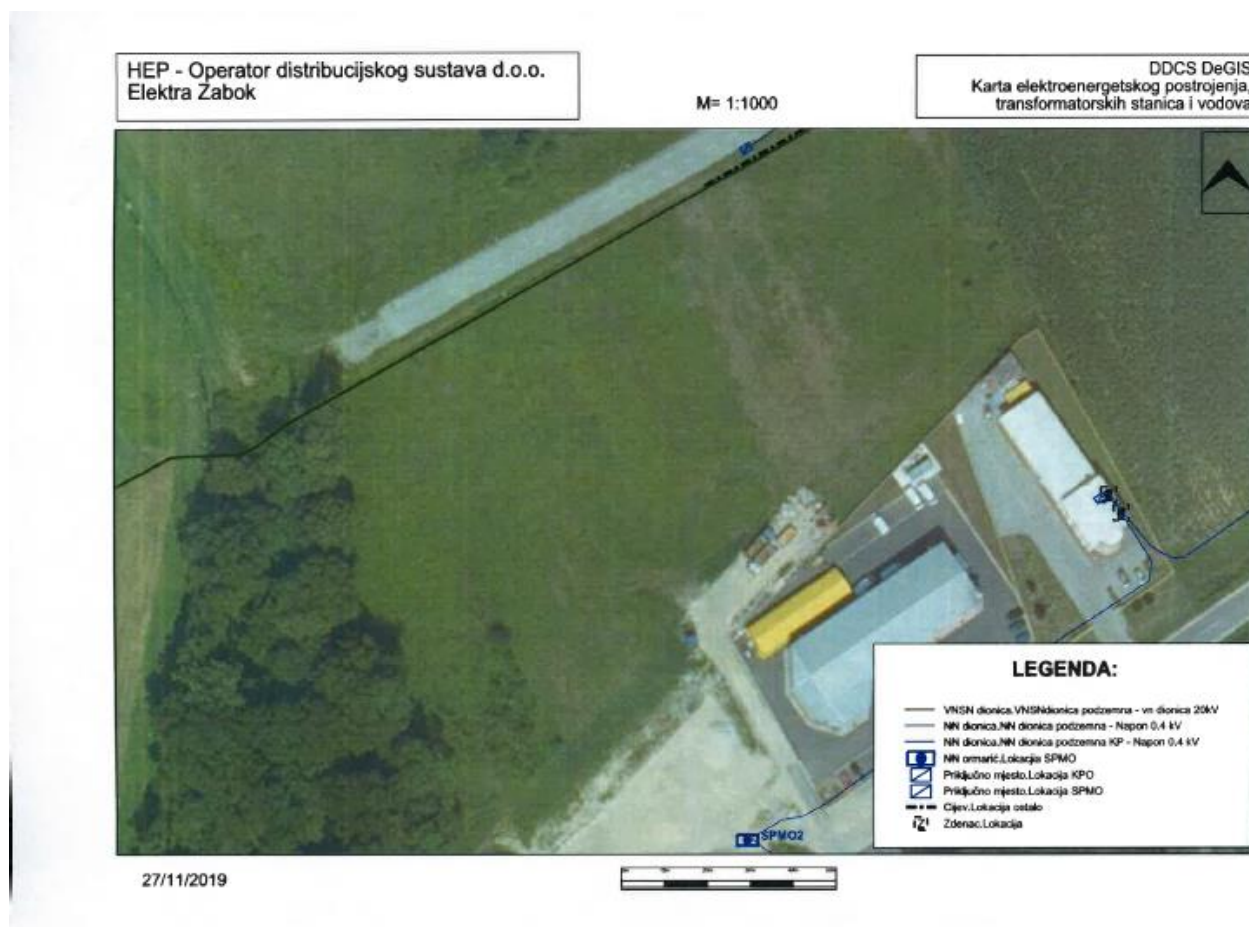 HEP - Operator distribucijskog sustava d.o.o.
Elektra Zabok
M= 1:1000
DDCS DeGIS
Karta elektroenergetskog postrojenja,
transformatorskih stanica i vodova
LEGENDA:
VNSN dionica.VNSNdionica podzemna - vn dionica 20kV
NN dionica.NN dionica podzemna - Napon 0.4 kV
NN dionica.NN dionica podzemna KP - Napon 0.4 kV
NN ormarić.Lokacija SPMO
Priključno mjesto.Lokacija KPO
Priključno mjesto.Lokacija SPMO
Cijev.Lokacija ostalo
Zdenac.Lokacija
SPMO2
27/11/2019